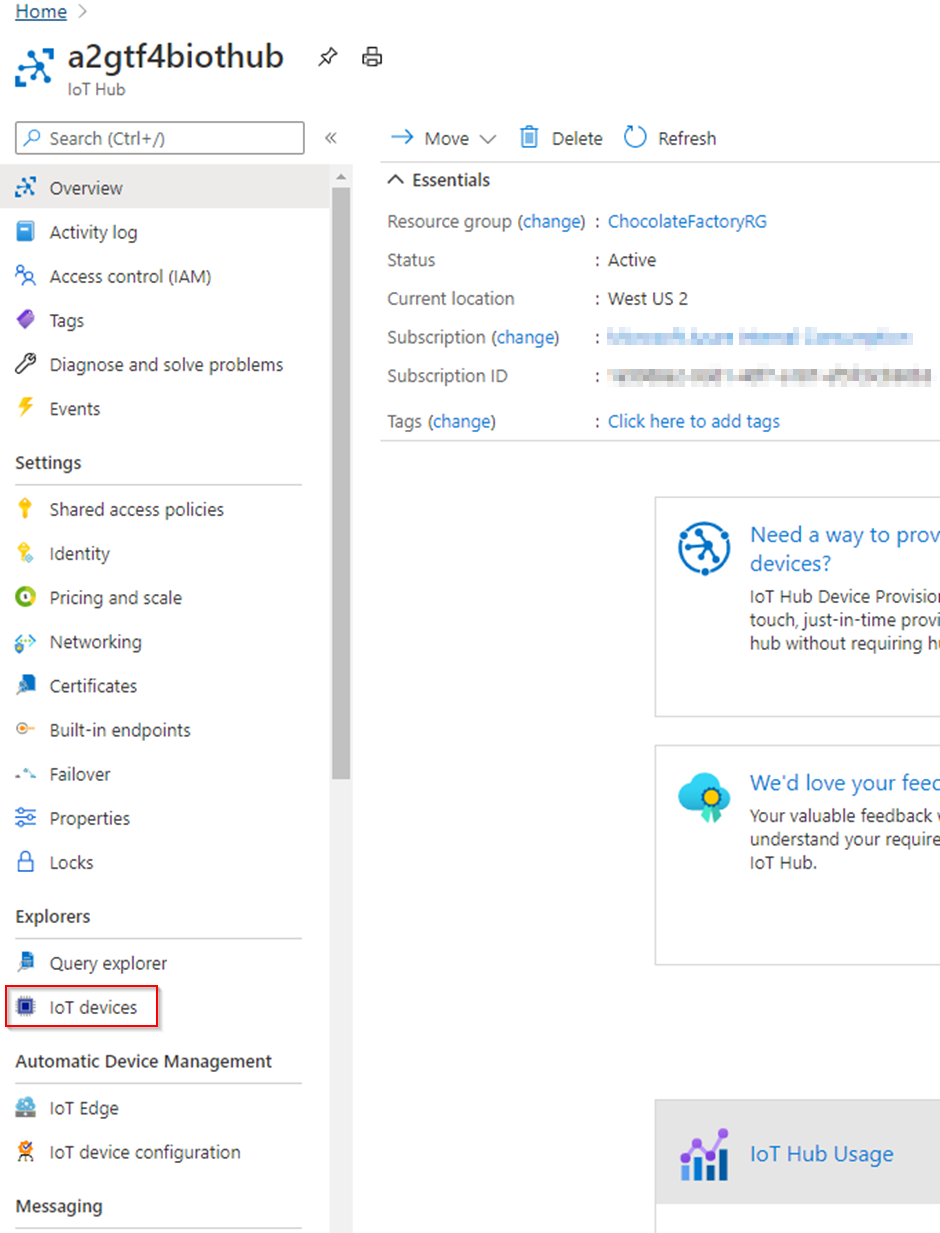 Home
a2gtf4biothub
IoT Hub
Search (Ctrl+/)
«
Move
Delete
Refresh
Overview
Activity log
Access control (IAM)
Tags
Diagnose and solve problems
Events
Settings
Shared access policies
Identity
Pricing and scale
Networking
Certificates
Built-in endpoints
Failover
Properties
Locks
Explorers
Query explorer
IoT devices
Automatic Device Management
IoT Edge
IoT device configuration
Messaging
Essentials
Resource group (change) : ChocolateFactoryRG
Status : Active
Current location : West US 2
Subscription (change) :
Subscription ID :
Tags (change) : Click here to add tags
Need a way to prov
devices?
IoT Hub Device Provision
touch, just-in-time provi
hub without requiring hu
We'd love your feed
Your valuable feedback w
understand your require
IoT Hub.
IoT Hub Usage